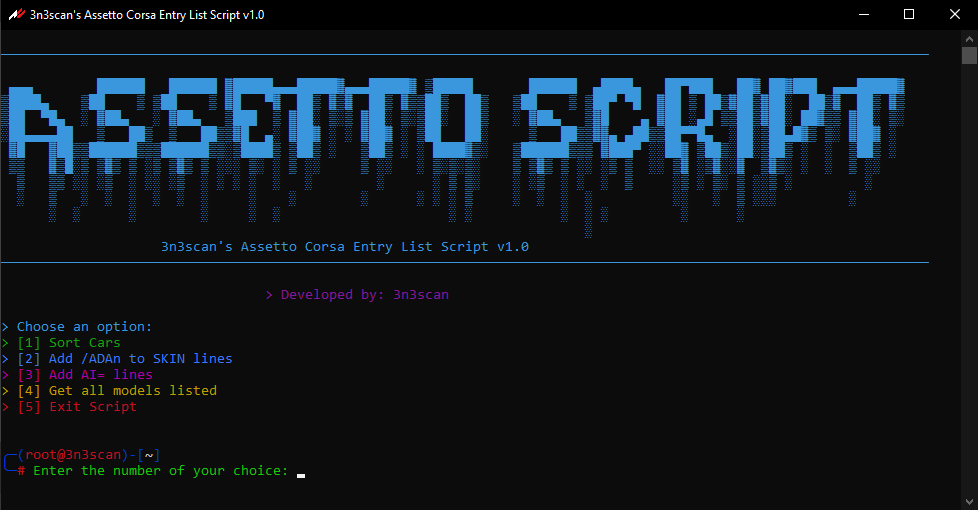 3n3scan's Assetto Corsa Entry List Script v1.0
ASSETTO SCRIPT
3n3scan's Assetto Corsa Entry List Script v1.0
> Developed by: 3n3scan
> Choose an option:
> [1] Sort Cars
> [2] Add /ADAn to SKIN lines
> [3] Add AI= lines
> [4] Get all models listed
> [5] Exit Script
(root@3n3scan)-[~]
# Enter the number of your choice: